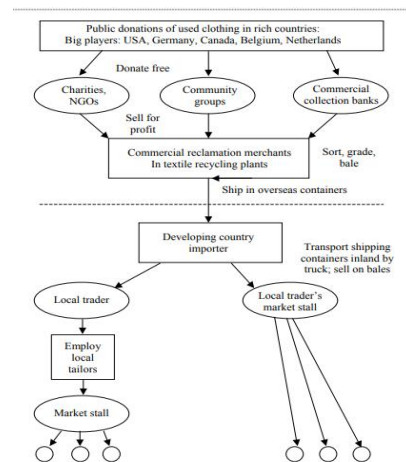 Public donations of used clothing in rich countries:
Big players: USA, Germany, Canada, Belgium, Netherlands
Donate free
Charities,
NGOs
Community
groups
Commercial
collection banks
Sell for
profit
Commercial reclamation merchants
In textile recycling plants
Sort, grade,
bale
Ship in overseas containers
Developing country
importer
Transport shipping
containers inland by
truck; sell on bales
Local trader
Local trader's
market stall
Employ
local
tailors
Market stall